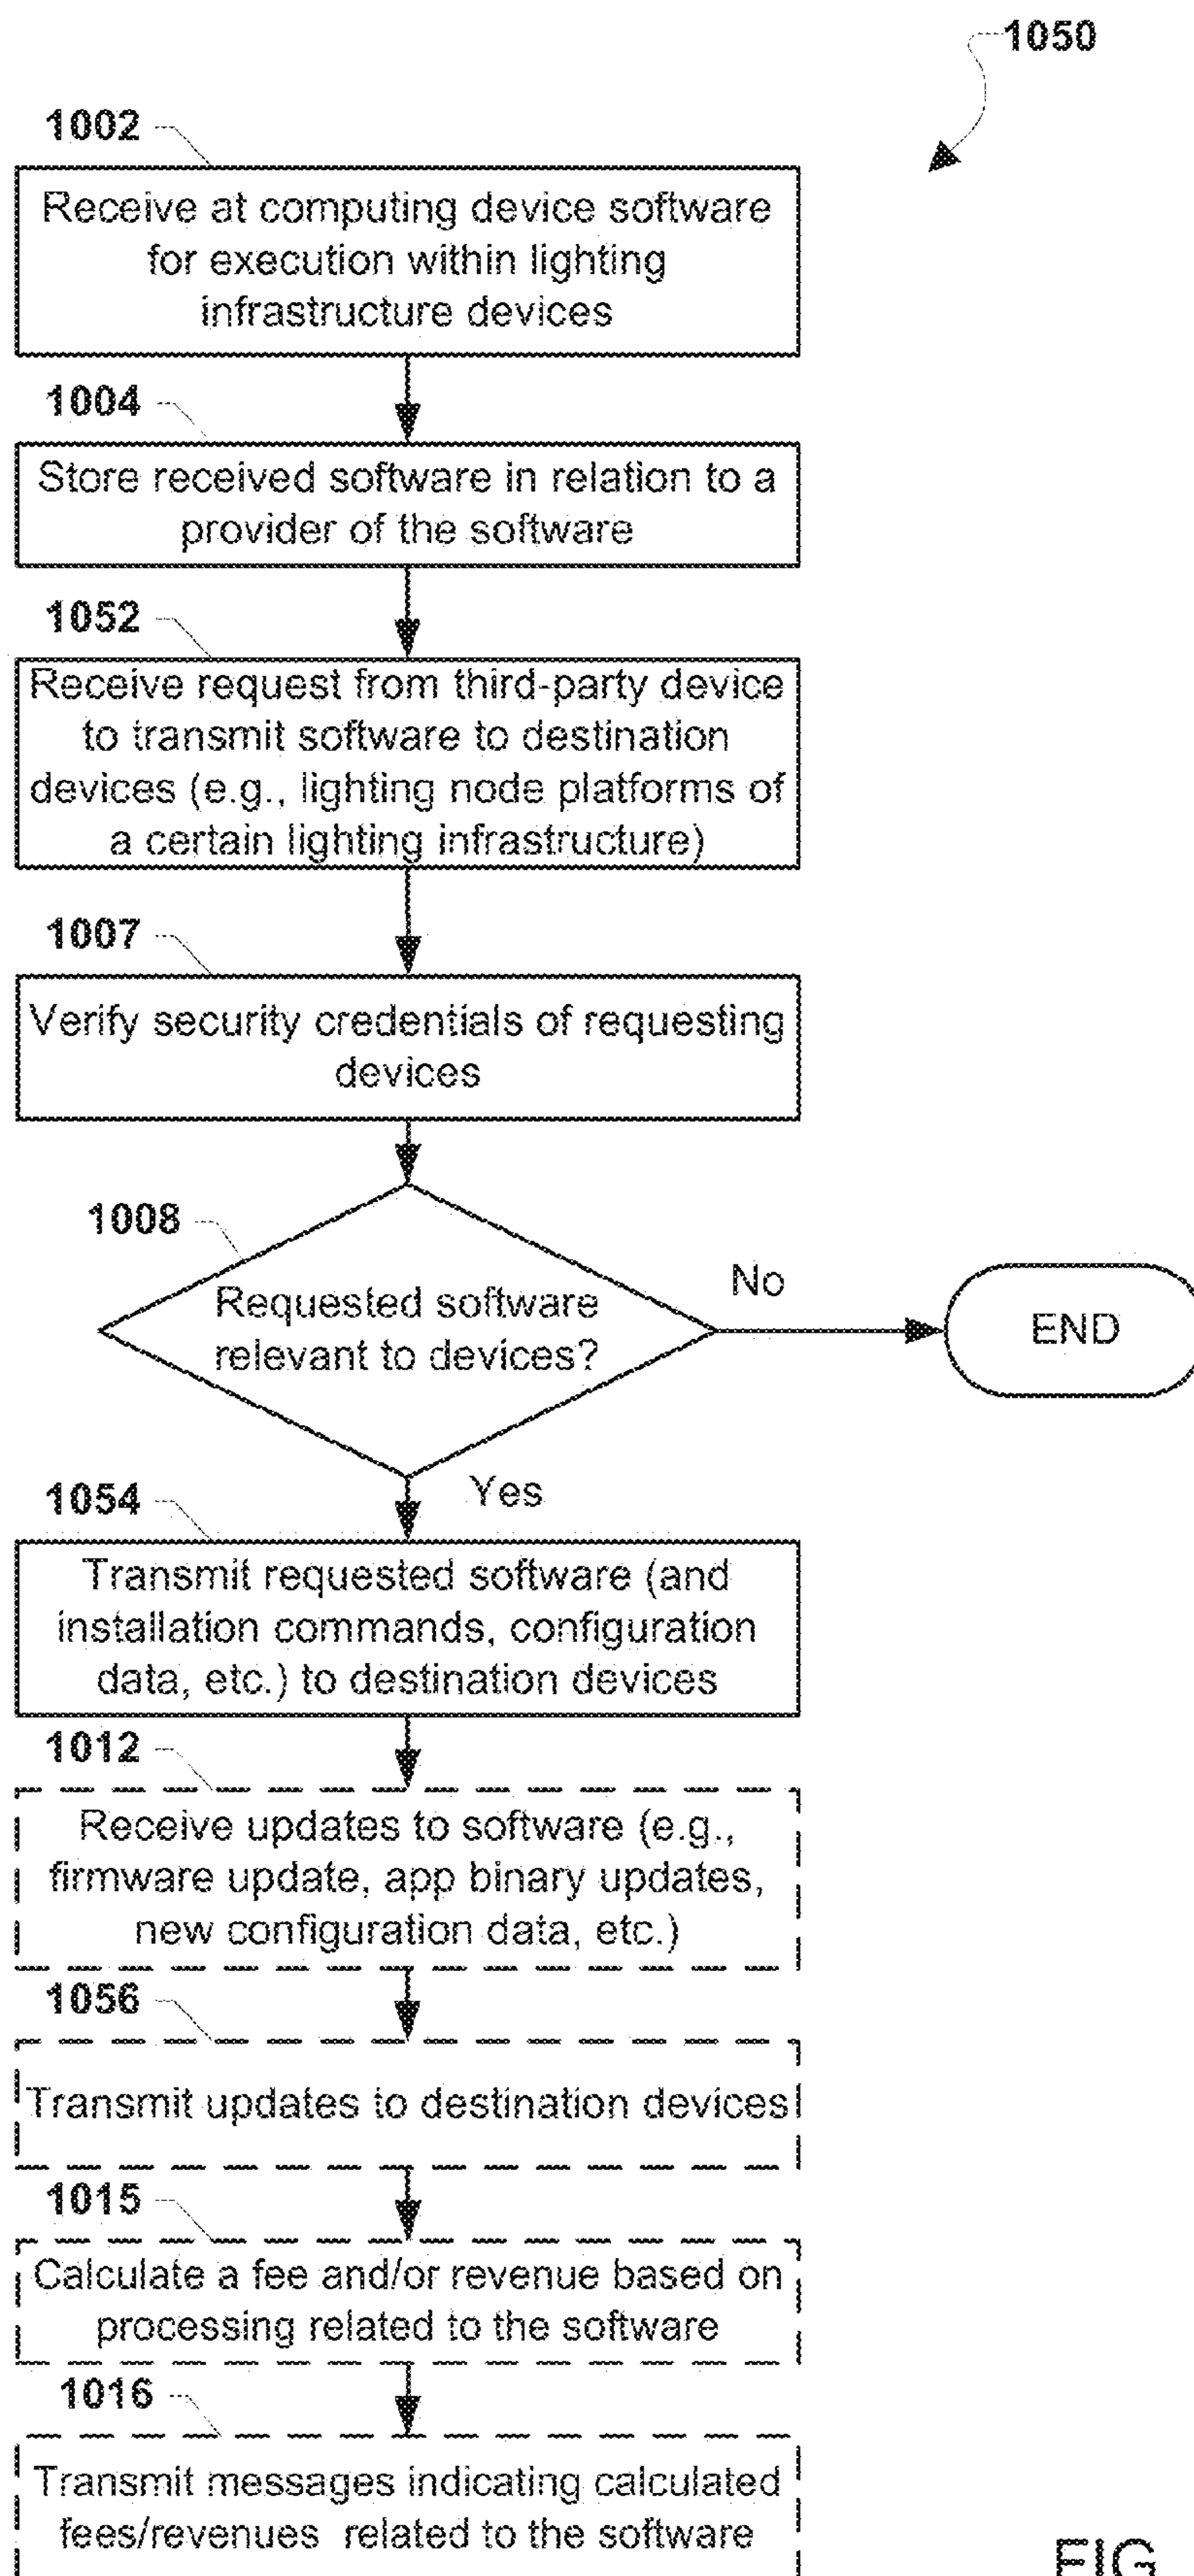 1050
1002
Receive at computing device software
for execution within lighting
infrastructure devices
1004
Store received software in relation to a
provider of the software
1052
Receive request from third-party device
to transmit software to destination
devices (e.g., lighting node platforms of
a certain lighting infrastructure)
1007
Verify security credentials of requesting
devices
1008
Requested software
relevant to devices?
No
END
Yes
1054
Transmit requested software (and
installation commands, configuration
data, etc.) to destination devices
1012
Receive updates to software (e.g.,
firmware update, app binary updates,
new configuration data, etc.)
1056
Transmit updates to destination devices
1015
Calculate a fee and/or revenue based on
processing related to the software
1016
Transmit messages indicating calculated
fees/revenues related to the software
FIG